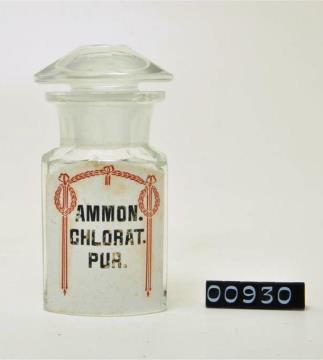 AMMON.
CHLORAT.
PUR.
00930